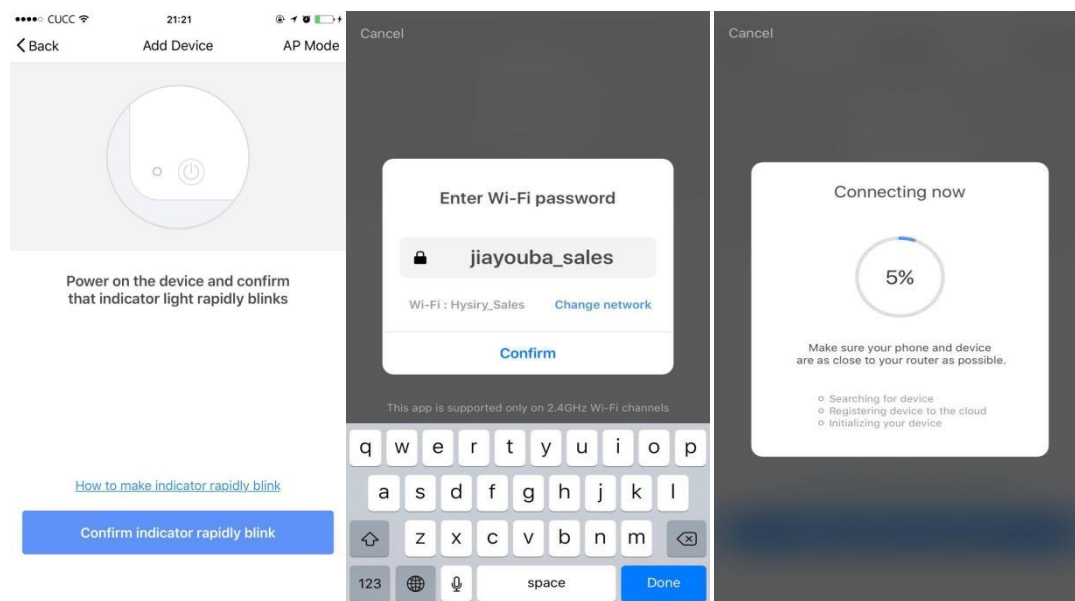 CUCC
21:21
Back
Add Device
AP Mode
Power on the device and confirm
that indicator light rapidly blinks
How to make indicator rapidly blink
Confirm indicator rapidly blink
Cancel
Enter Wi-Fi password
jiayouba_sales
Wi-Fi : Hysiry_Sales
Change network
Confirm
This app is supported only on 2.4GHz Wi-Fi channels
q w e r t y u i o p
a s d f g h j k l
z x c v b n m
123
space
Done
Cancel
Connecting now
5%
Make sure your phone and device
are as close to your router as possible.
Searching for device
Registering device to the cloud
Initializing your device